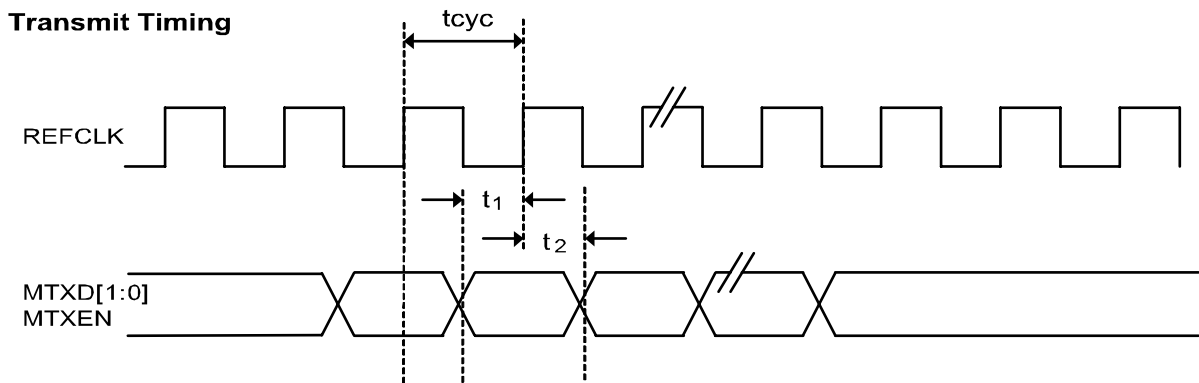 Transmit Timing
tcyc
REFCLK
t1
t2
MTXD[1:0]
MTXEN